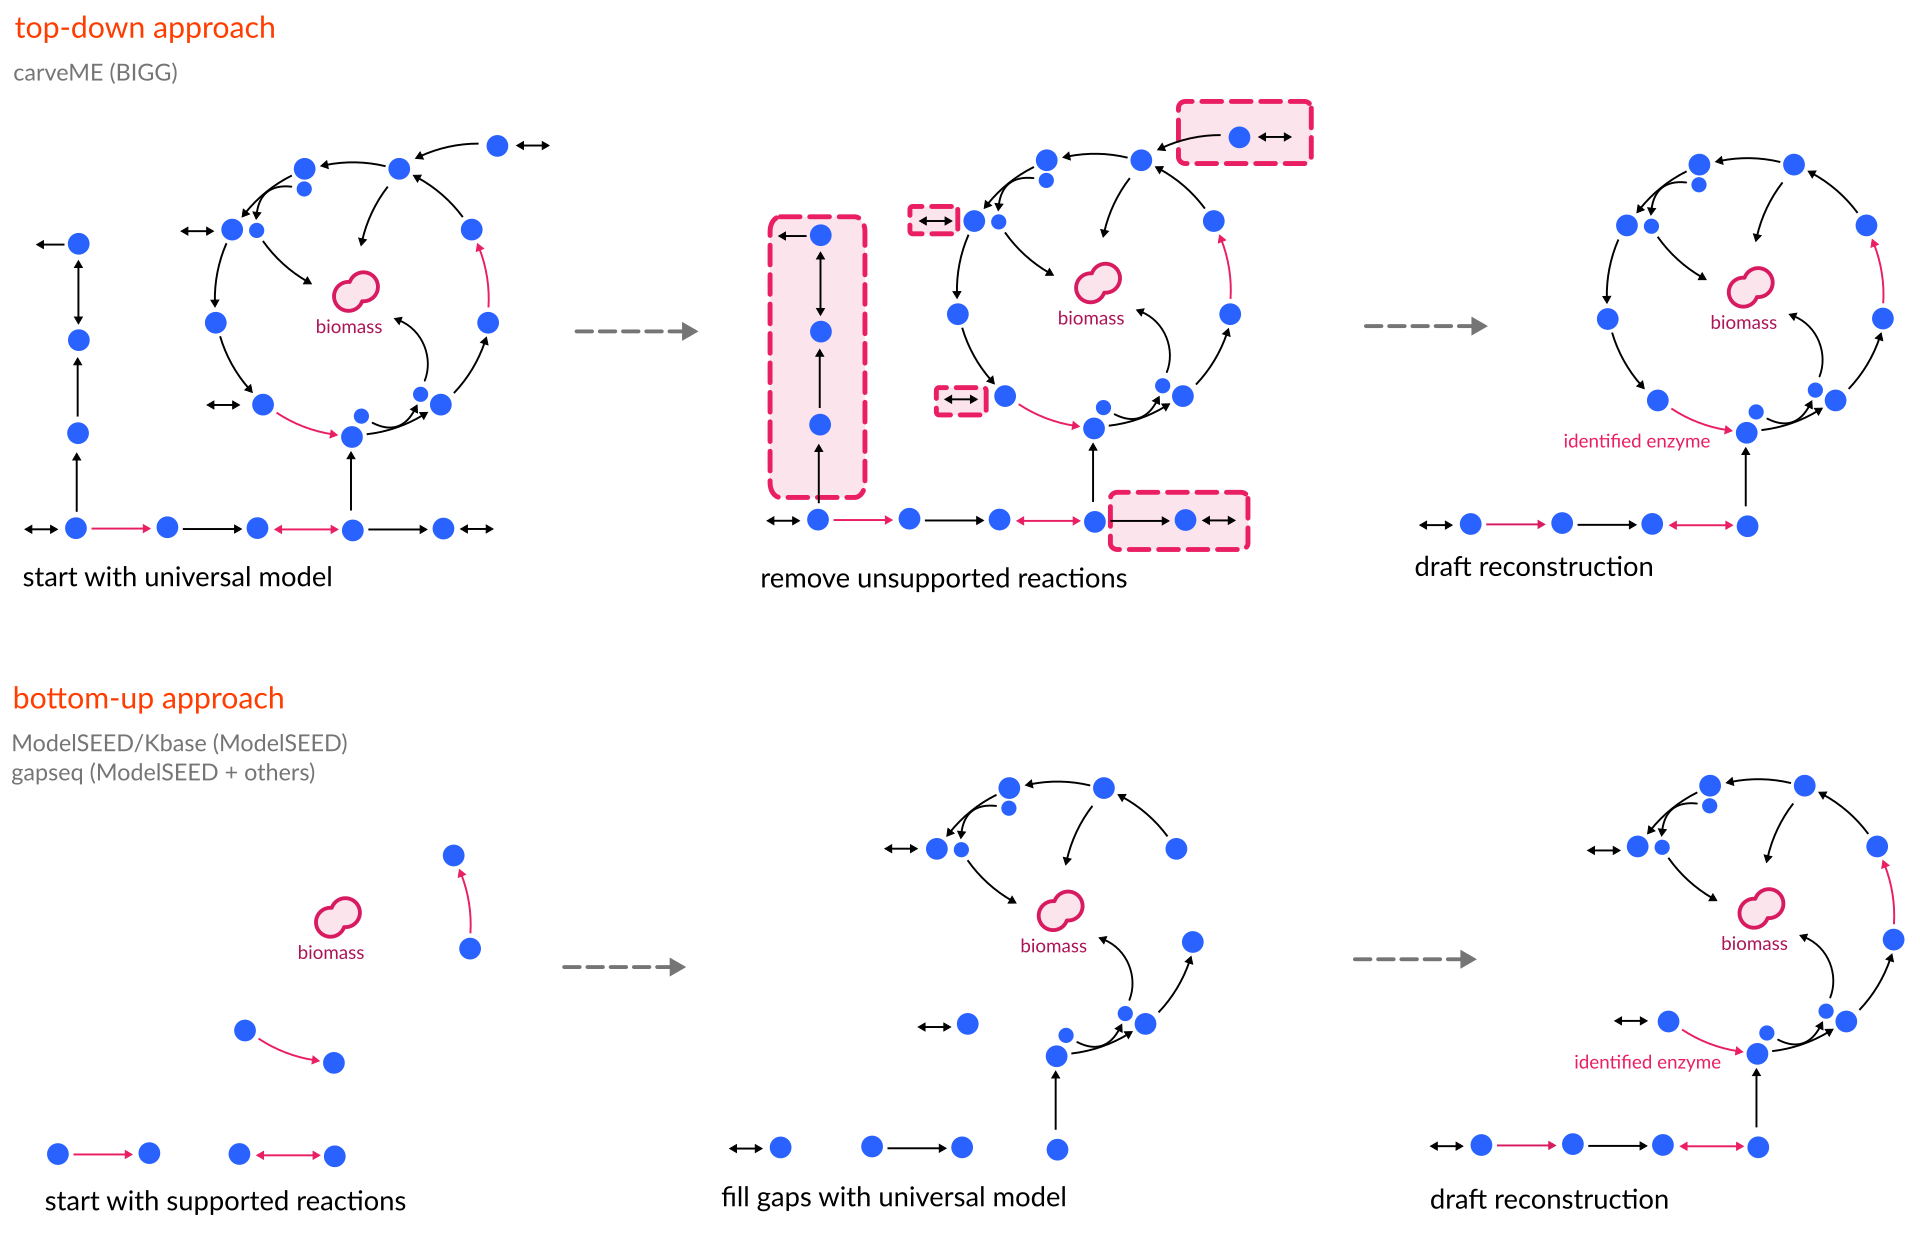 top-down approach
carveME (BIGG)
biomass
start with universal model
biomass
remove unsupported reactions
biomass
identified enzyme
draft reconstruction
bottom-up approach
ModelSEED/Kbase (ModelSEED)
gapseq (ModelSEED + others)
biomass
start with supported reactions
biomass
fill gaps with universal model
biomass
identified enzyme
draft reconstruction